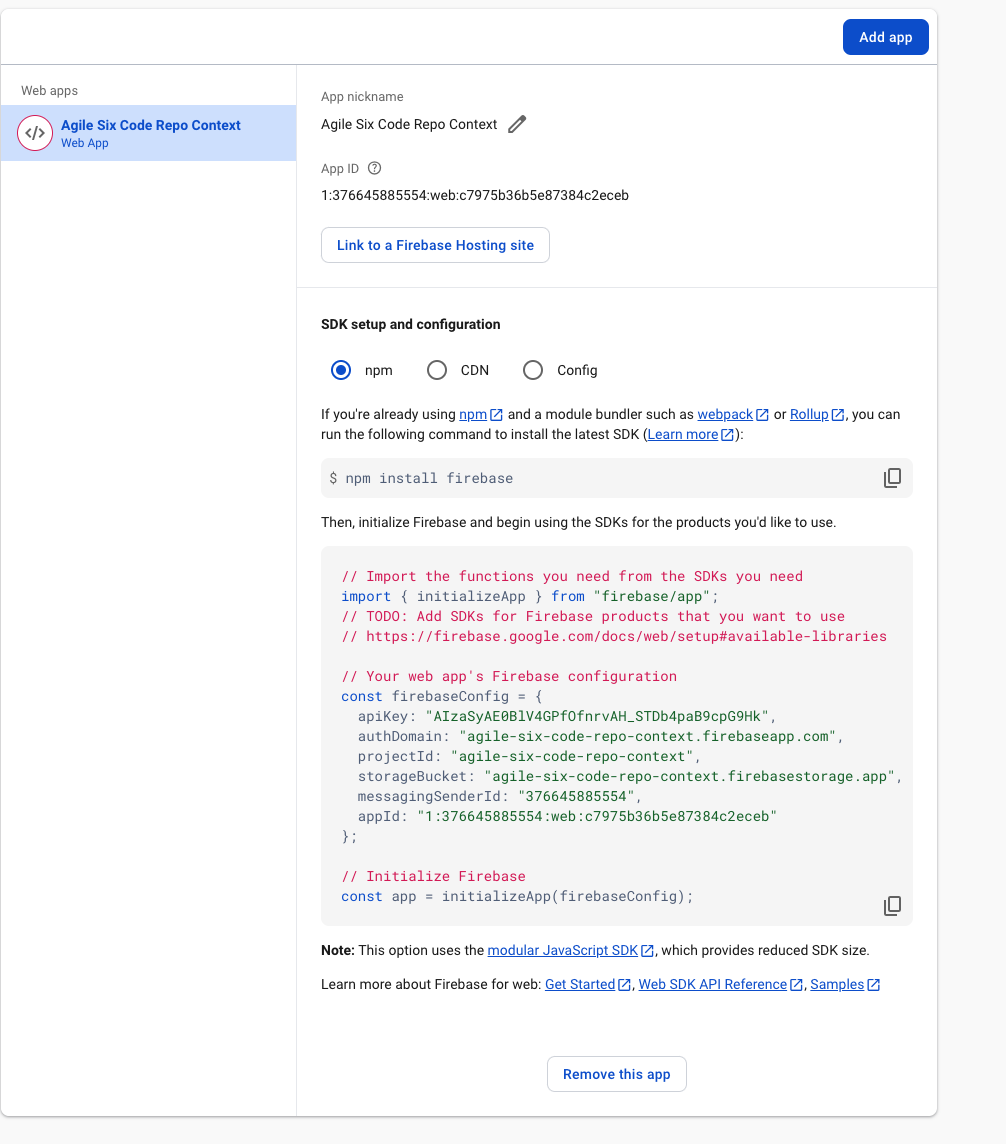 Add app
Web apps
Agile Six Code Repo Context
Web App
App nickname
Agile Six Code Repo Context
App ID
1:376645885554:web:c7975b36b5e87384c2eceb
Link to a Firebase Hosting site
SDK setup and configuration
npm CDN Config
If you're already using npm and a module bundler such as webpack or Rollup, you can
run the following command to install the latest SDK (Learn more):
$ npm install firebase
Then, initialize Firebase and begin using the SDKs for the products you'd like to use.
// Import the functions you need from the SDKs you need
import { initializeApp } from "firebase/app";
// TODO: Add SDKs for Firebase products that you want to use
// https://firebase.google.com/docs/web/setup#available-libraries
// Your web app's Firebase configuration
const firebaseConfig = {
apiKey: "AIzaSyAE0BlV4GPfOfnrvAH_STDb4paB9cpG9Hk",
authDomain: "agile-six-code-repo-context.firebaseapp.com",
projectId: "agile-six-code-repo-context",
storageBucket: "agile-six-code-repo-context.firebasestorage.app",
messagingSenderId: "376645885554",
appId: "1:376645885554:web:c7975b36b5e87384c2eceb"
};
// Initialize Firebase
const app = initializeApp(firebaseConfig);
Note: This option uses the modular JavaScript SDK, which provides reduced SDK size.
Learn more about Firebase for web: Get Started, Web SDK API Reference, Samples
Remove this app